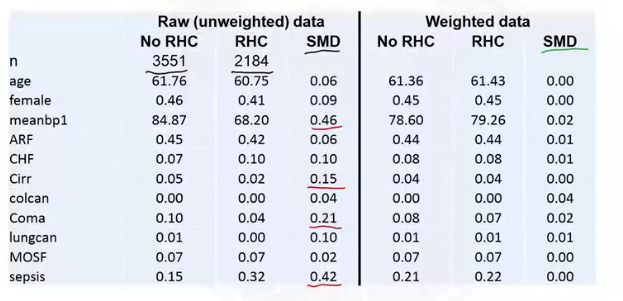 Raw (unweighted) data Weighted data
No RHC RHC SMD No RHC RHC SMD
n 3551 2184
age 61.76 60.75 0.06 61.36 61.43 0.00
female 0.46 0.41 0.09 0.45 0.45 0.00
meanbp1 84.87 68.20 0.46 78.60 79.26 0.02
ARF 0.45 0.42 0.06 0.44 0.44 0.01
CHF 0.07 0.10 0.10 0.08 0.08 0.01
Cirr 0.05 0.02 0.15 0.04 0.04 0.00
colcan 0.00 0.00 0.04 0.00 0.00 0.04
Coma 0.10 0.04 0.21 0.08 0.07 0.02
lungcan 0.01 0.00 0.10 0.01 0.01 0.01
MOSF 0.07 0.07 0.02 0.07 0.07 0.00
sepsis 0.15 0.32 0.42 0.21 0.22 0.00